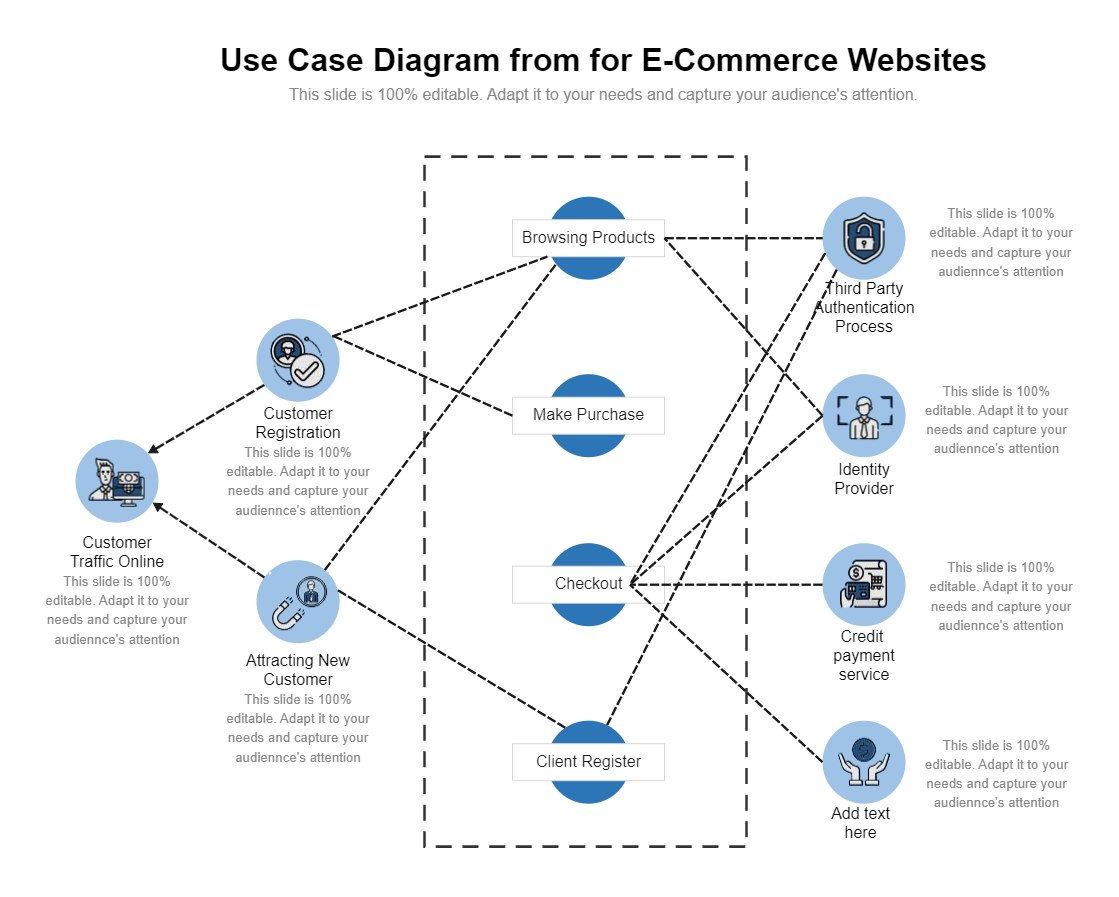 Use Case Diagram from for E-Commerce Websites
This slide is 100% editable. Adapt it to your needs and capture your audience's attention.
Customer
Traffic Online
This slide is 100%
editable. Adapt it to your
needs and capture your
audiennce's attention
Customer
Registration
This slide is 100%
editable. Adapt it to your
needs and capture your
audiennce's attention
Attracting New
Customer
This slide is 100%
editable. Adapt it to your
needs and capture your
audiennce's attention
Browsing Products
Make Purchase
Checkout
Client Register
Third Party
Authentication
Process
This slide is 100%
editable. Adapt it to your
needs and capture your
audiennce's attention
Identity
Provider
This slide is 100%
editable. Adapt it to your
needs and capture your
audiennce's attention
Credit
payment
service
This slide is 100%
editable. Adapt it to your
needs and capture your
audiennce's attention
Add text
here
This slide is 100%
editable. Adapt it to your
needs and capture your
audiennce's attention